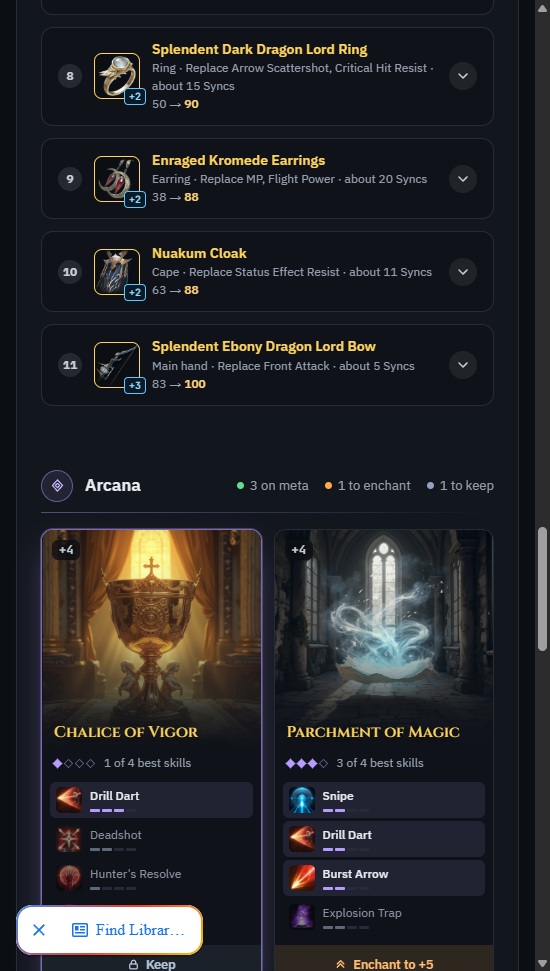 8
Splendent Dark Dragon Lord Ring
Ring · Replace Arrow Scattershot, Critical Hit Resist ·
about 15 Syncs
50 → 90
+2
9
Enraged Kromede Earrings
Earring · Replace MP, Flight Power · about 20 Syncs
38 → 88
+2
10
Nuakum Cloak
Cape · Replace Status Effect Resist · about 11 Syncs
63 → 88
+2
11
Splendent Ebony Dragon Lord Bow
Main hand · Replace Front Attack · about 5 Syncs
83 → 100
+3
Arcana
3 on meta
1 to enchant
1 to keep
+4
Chalice of Vigor
1 of 4 best skills
Drill Dart
Deadshot
Hunter's Resolve
Keep
+4
Parchment of Magic
3 of 4 best skills
Snipe
Drill Dart
Burst Arrow
Explosion Trap
Enchant to +5
Find Librar...